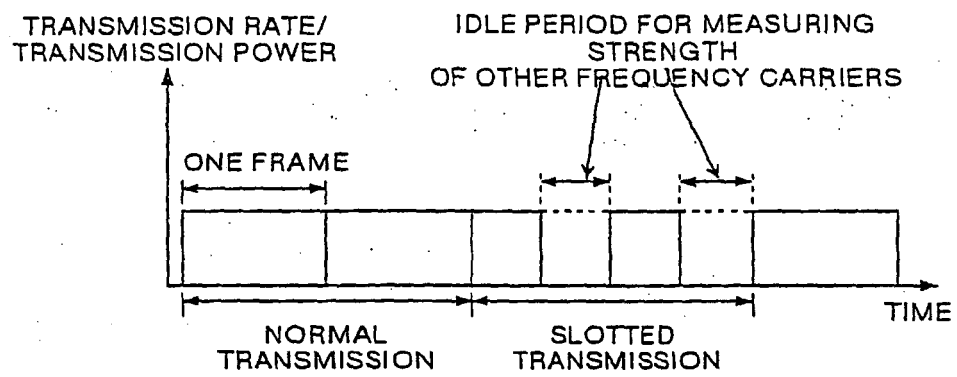 TRANSMISSION RATE/
TRANSMISSION POWER
IDLE PERIOD FOR MEASURING
STRENGTH
OF OTHER FREQUENCY CARRIERS
ONE FRAME
TIME
NORMAL
TRANSMISSION
SLOTTED
TRANSMISSION